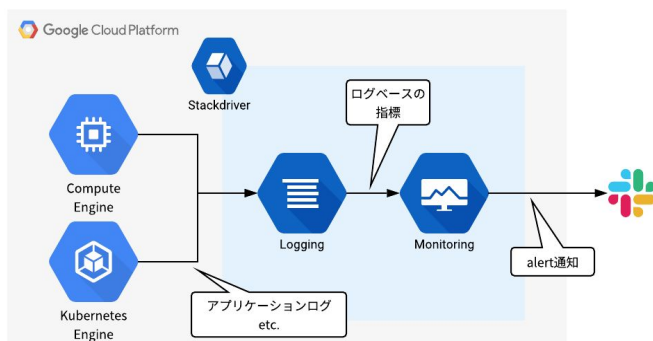 Google Cloud Platform
Stackdriver
ログベースの
指標
Compute
Engine
Logging
Monitoring
alert通知
Kubernetes
Engine
アプリケーションログ
etc.